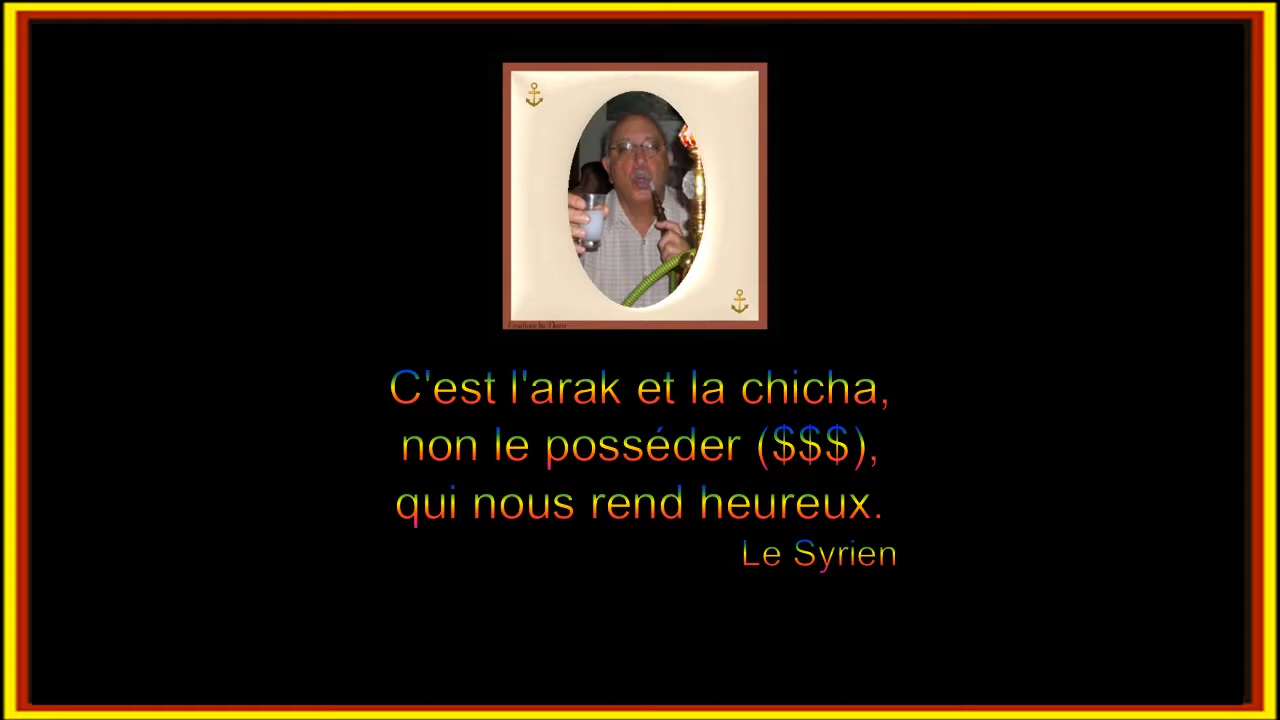 C'est l'arak et la chicha,
non le posséder ($$$),
qui nous rend heureux.
Le Syrien